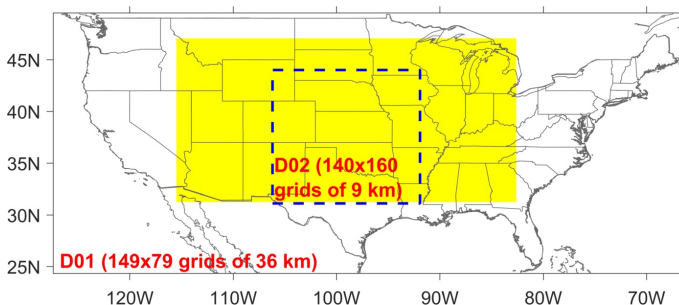 45N
40N
35N
30N
25N
D02 (140x160
grids of 9 km)
D01 (149x79 grids of 36 km)
120W
110W
100W
90W
80W
70W